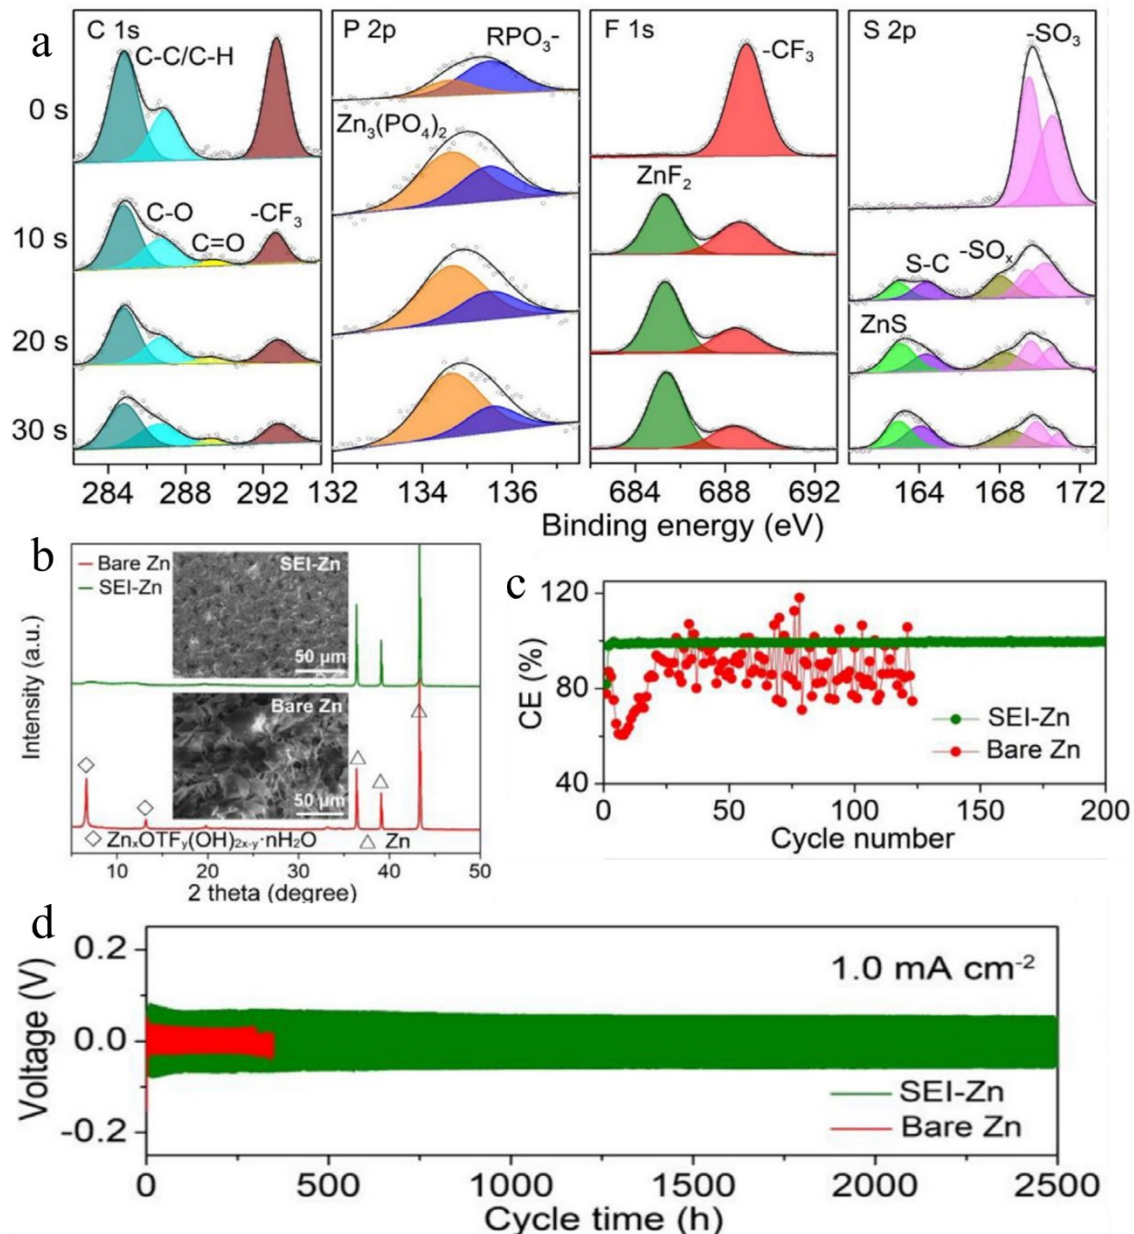 a
C 1s
P 2p
F 1s
S 2p
C-C/C-H
RPO₃-
-CF₃
-SO₃
0 s
Zn₃(PO₄)₂
ZnF₂
C-O
-CF₃
C=O
10 s
S-C
-SOₓ
20 s
ZnS
30 s
284 288 292
132 134 136
684 688 692
164 168 172
Binding energy (eV)
b
Bare Zn
SEI-Zn
SEI-Zn
50 μm
Bare Zn
50 μm
Intensity (a.u.)
ZnₓOTFᵧ(OH)₂ₓ₋ᵧ·nH₂O
Zn
10 20 30 40 50
2 theta (degree)
c
120
80
40
CE (%)
SEI-Zn
Bare Zn
0 50 100 150 200
Cycle number
d
0.2
0.0
-0.2
Voltage (V)
1.0 mA cm⁻²
SEI-Zn
Bare Zn
0 500 1000 1500 2000 2500
Cycle time (h)